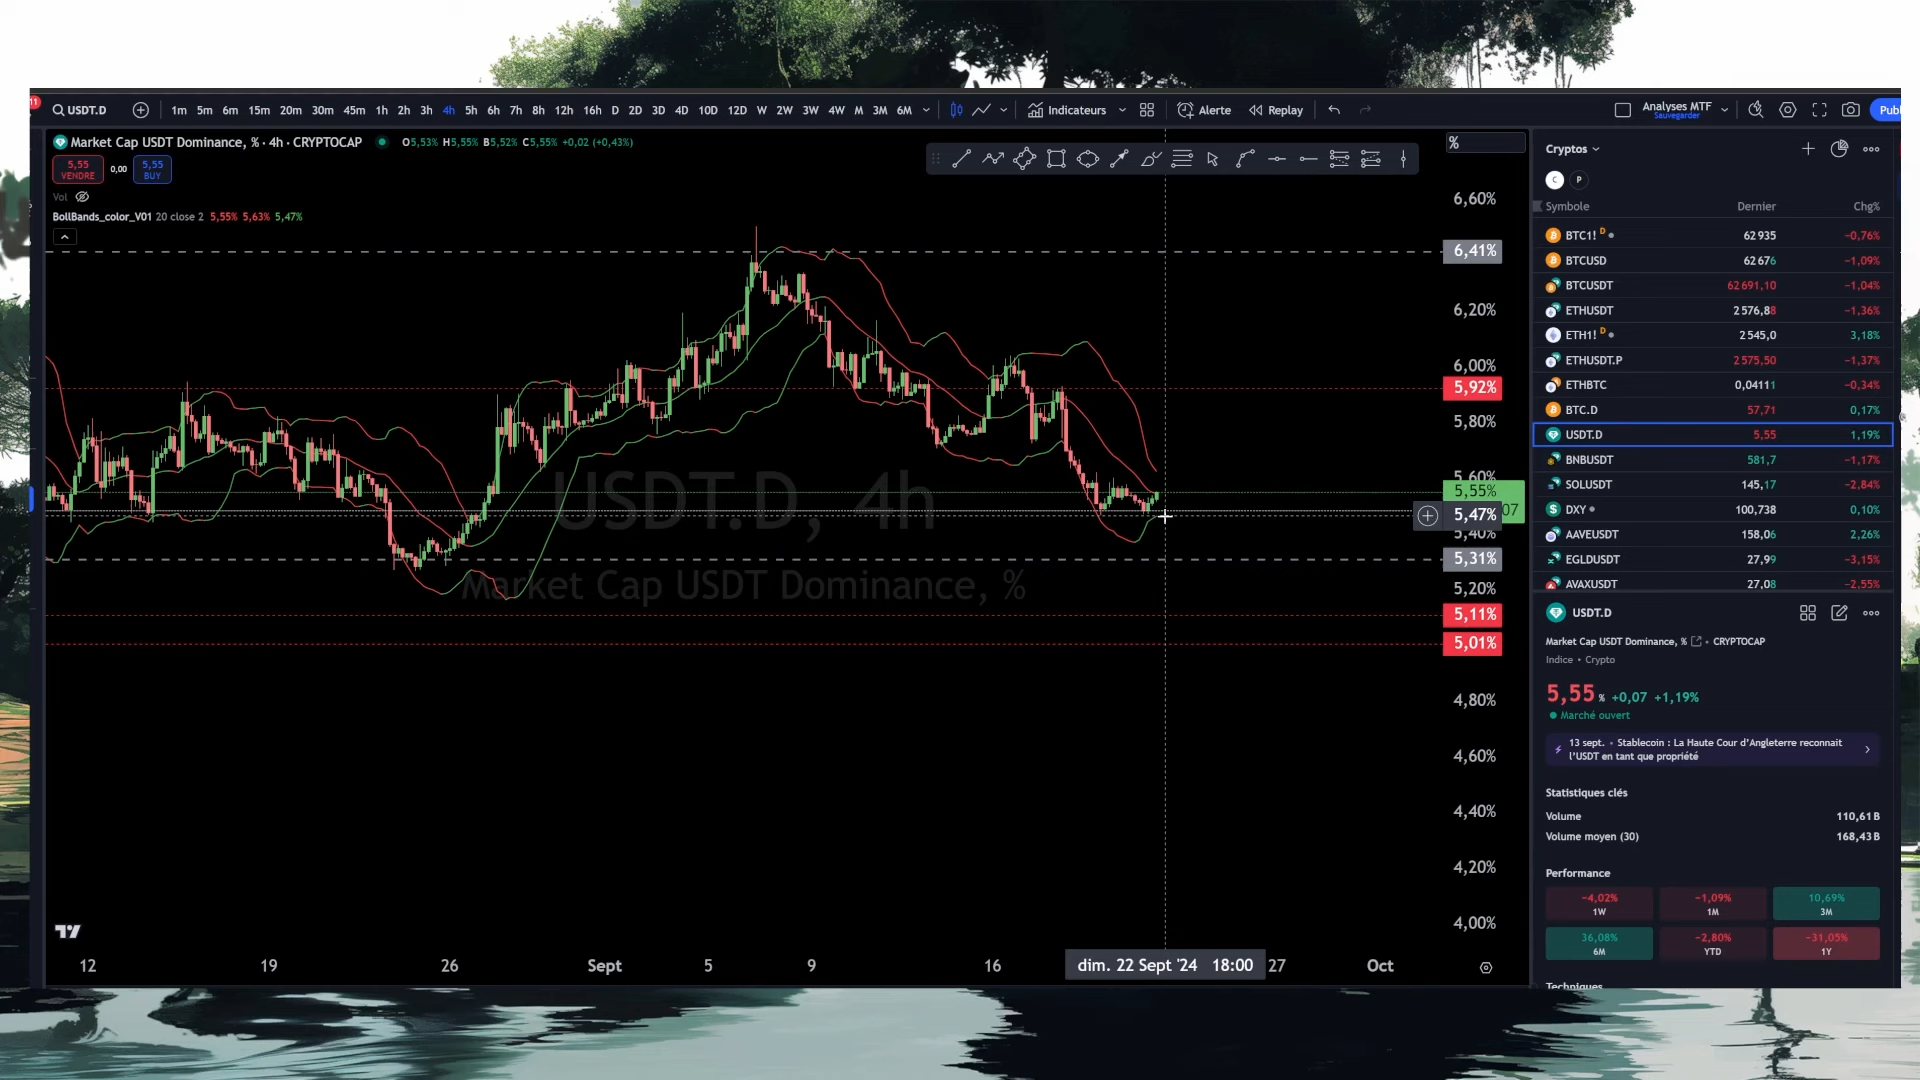 11
USDT.D
1m 5m 6m 15m 20m 30m 45m 1h 2h 3h 4h 5h 6h 7h 8h 12h 16h D 2D 3D 4D 10D 12D W 2W 3W 4W M 3M 6M
Indicateurs
Alerte
Replay
Analyses MTF
Sauvegarder
Publ
Market Cap USDT Dominance, % · 4h · CRYPTOCAP
O5,53% H5,55% B5,52% C5,55% +0,02 (+0,43%)
5,55
VENDRE
0,00
5,55
BUY
Vol
BollBands_color_V01 20 close 2 5,55% 5,63% 5,47%
USDT.D, 4h
Market Cap USDT Dominance, %
%
6,60%
6,41%
6,20%
6,00%
5,92%
5,80%
5,60%
5,55%
5,47%
07
5,40%
5,31%
5,20%
5,11%
5,01%
4,80%
4,60%
4,40%
4,20%
4,00%
12 19 26 Sept 5 9 16 dim. 22 Sept '24 18:00 27 Oct
Cryptos
C P
Symbole Dernier Chg%
BTC1! D 62 935 −0,76%
BTCUSD 62 676 −1,09%
BTCUSDT 62 691,10 −1,04%
ETHUSDT 2 576,88 −1,36%
ETH1! D 2 545,0 3,18%
ETHUSDT.P 2 575,50 −1,37%
ETHBTC 0,04111 −0,34%
BTC.D 57,71 0,17%
USDT.D 5,55 1,19%
BNBUSDT 581,7 −1,17%
SOLUSDT 145,17 −2,84%
DXY 100,738 0,10%
AAVEUSDT 158,06 2,26%
EGLDUSDT 27,99 −3,15%
AVAXUSDT 27,08 −2,55%
USDT.D
Market Cap USDT Dominance, % • CRYPTOCAP
Indice • Crypto
5,55 % +0,07 +1,19%
Marché ouvert
13 sept. • Stablecoin : La Haute Cour d'Angleterre reconnait
l'USDT en tant que propriété
Statistiques clés
Volume 110,61 B
Volume moyen (30) 168,43 B
Performance
−4,02% −1,09% 10,69%
1W 1M 3M
36,08% −2,80% −31,05%
6M YTD 1Y
Techniques